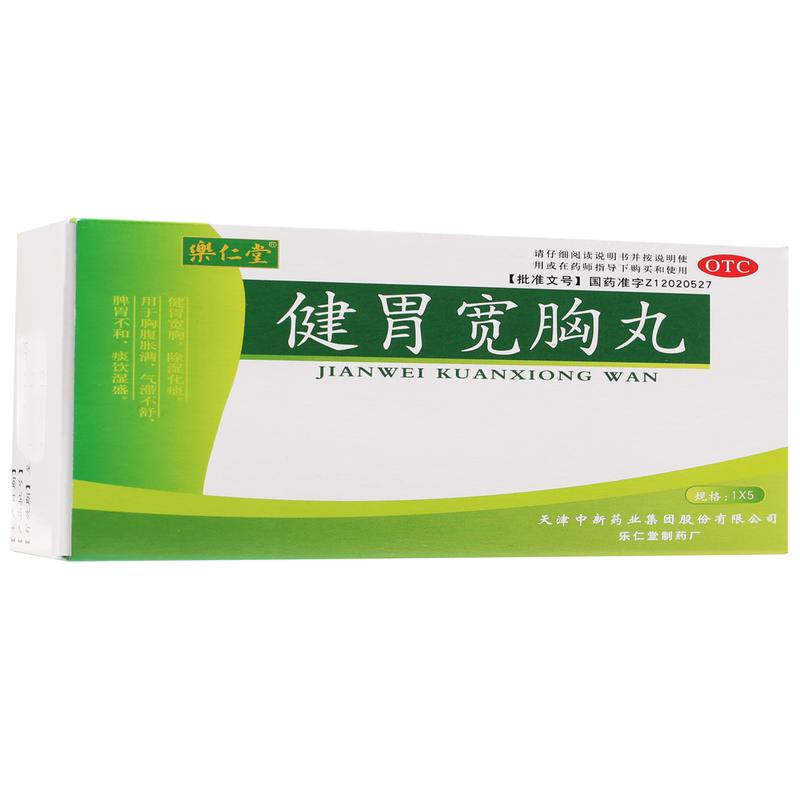 樂仁堂®
请仔细阅读说明书并按说明使
用或在药师指导下购买和使用
OTC
【批准文号】国药准字Z12020527
健胃宽胸丸
JIANWEI KUANXIONG WAN
健胃宽胸，除湿化痰。
用于胸腹胀满，气滞不舒，
脾胃不和，痰饮湿盛。
规格：1X5
天津中新药业集团股份有限公司
乐仁堂制药厂